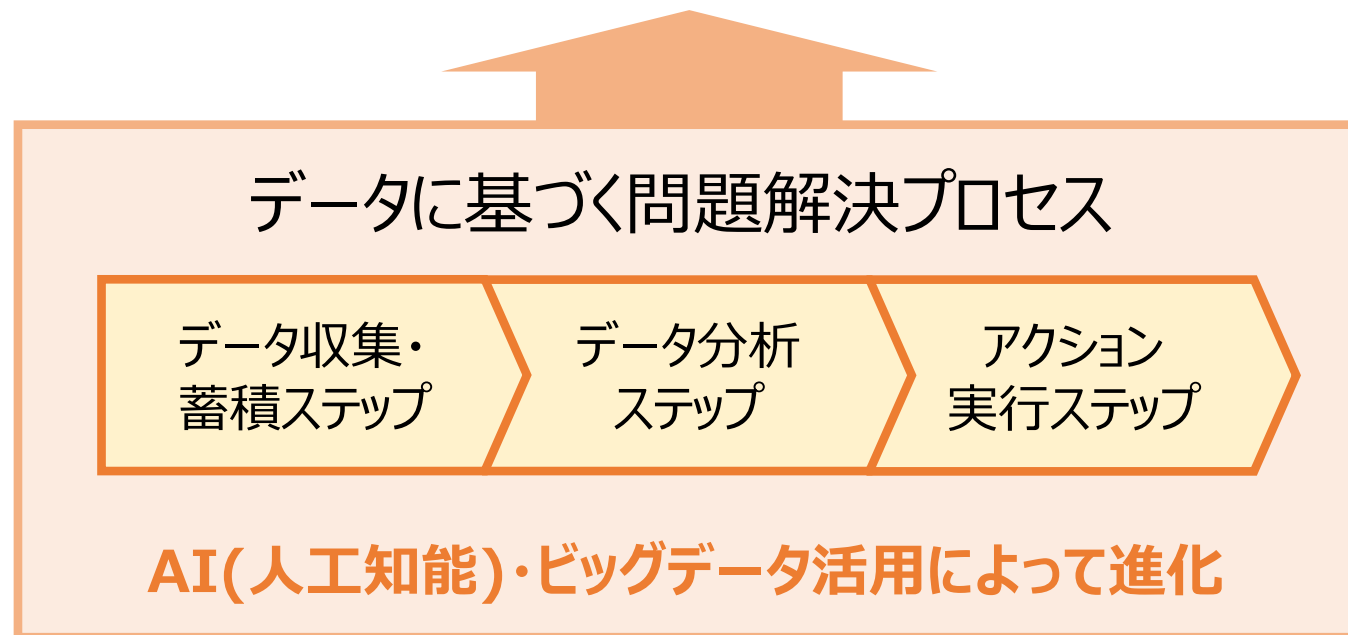 データに基づく問題解決プロセス
データ収集・
蓄積ステップ
データ分析
ステップ
アクション
実行ステップ
AI(人工知能)・ビッグデータ活用によって進化